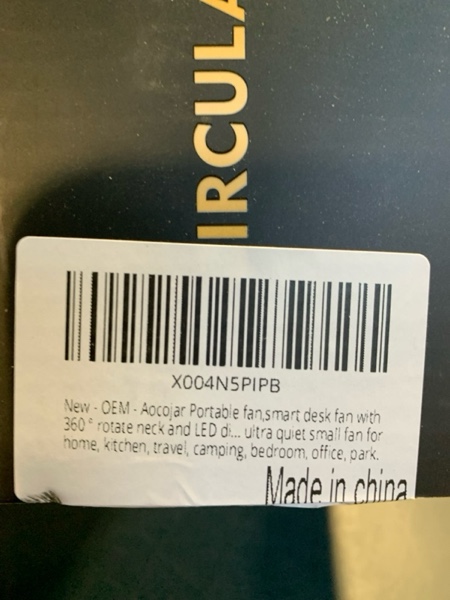 IRCULA
X004N5PIPB
New - OEM - Aocojar Portable fan,smart desk fan with
360° rotate neck and LED di... ultra quiet small fan for
home, kitchen, travel, camping, bedroom, office, park.
Made in china